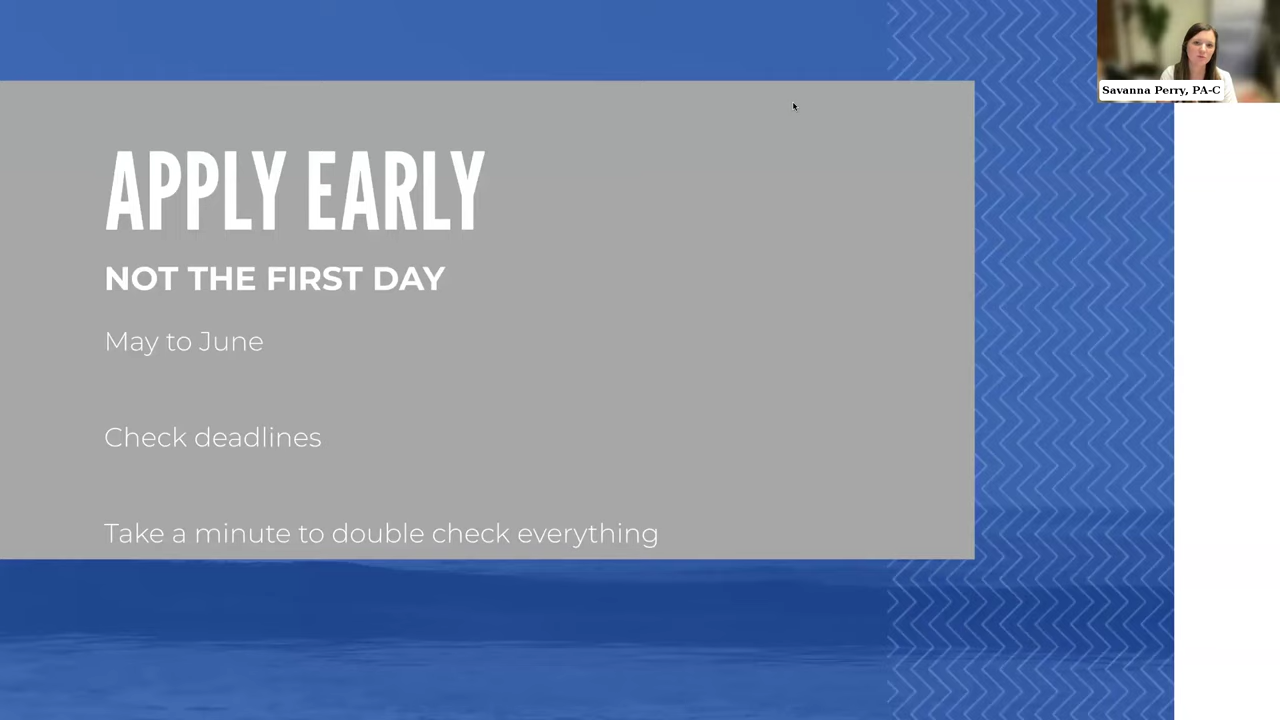 Savanna Perry, PA-C
APPLY EARLY
NOT THE FIRST DAY
May to June
Check deadlines
Take a minute to double check everything